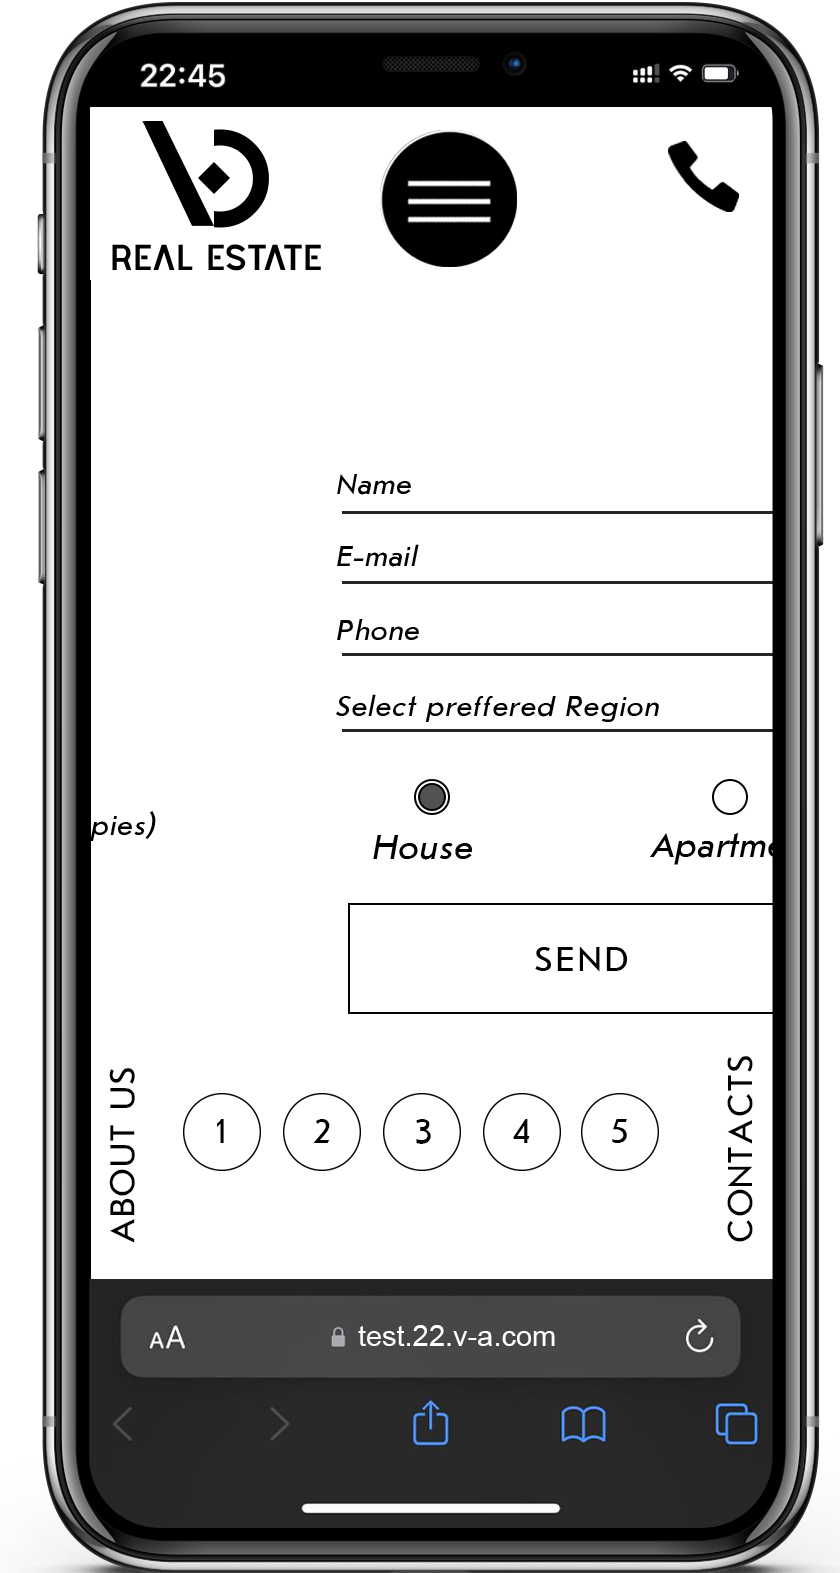 22:45
REAL ESTATE
Name
E-mail
Phone
Select preffered Region
pies)
House
Apartme
SEND
ABOUT US
1 2 3 4 5
CONTACTS
AA
test.22.v-a.com